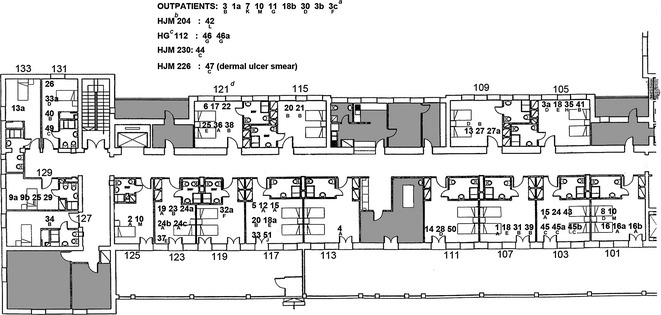 OUTPATIENTS: 3 1a 7 10 11 18b 30 3b 3c a
B K M G D F
HJM b 204 : 42
L
HG c 112 : 46 46a
G G
HJM 230: 44
C
HJM 226 : 47 (dermal ulcer smear)
C
133 131
121 d 115 109 105
26
13a 33a
D
40
B
49
C
6 17 22
25 36 38
E A B
20 21
B B
3a 18 35 41
D E H B
13 27 27a
D D
129
9a 9b 25 29
127
34
A
2 10
A M
19 23 24a
D B
24b 24c
37
32a
5 12 15
A A
20 18a
B E
33 51
J
4
A
14 28 50
1 18 31 39
A E B B
15 24 43
45 45a 45b
C C C
8 10
D M
16 16a 16b
F A A
125 123 119 117 113 111 107 103 101